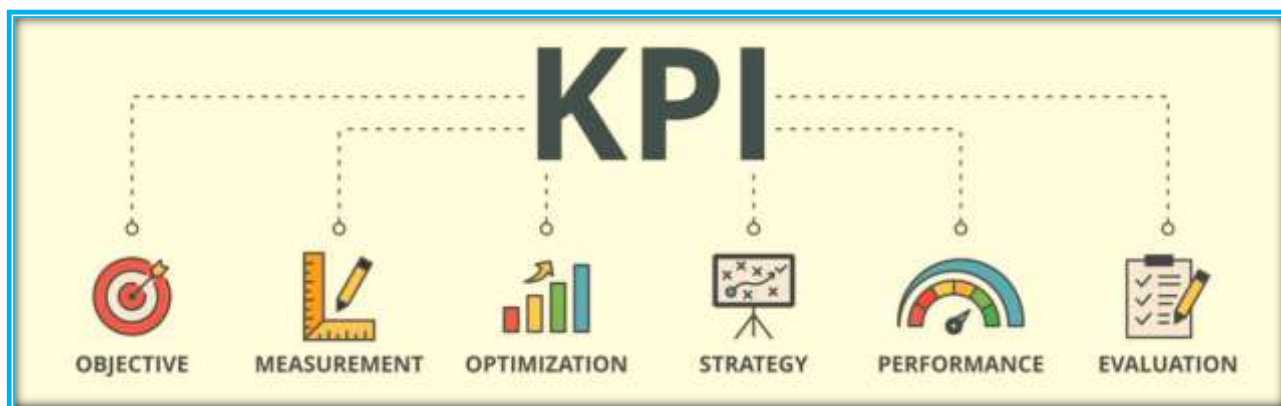 KPI
OBJECTIVE
MEASUREMENT
OPTIMIZATION
STRATEGY
PERFORMANCE
EVALUATION